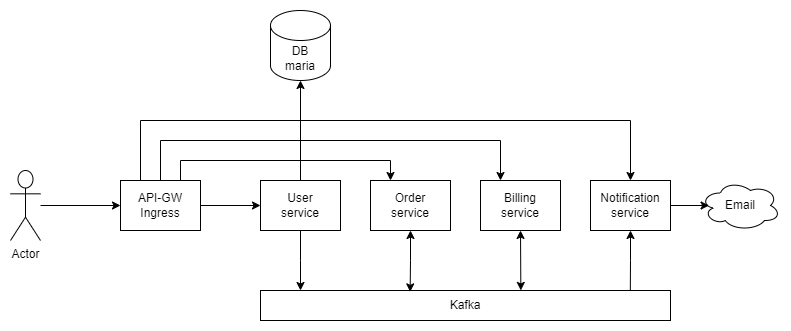 DB
maria
API-GW
Ingress
User
service
Order
service
Billing
service
Notification
service
Email
Actor
Kafka